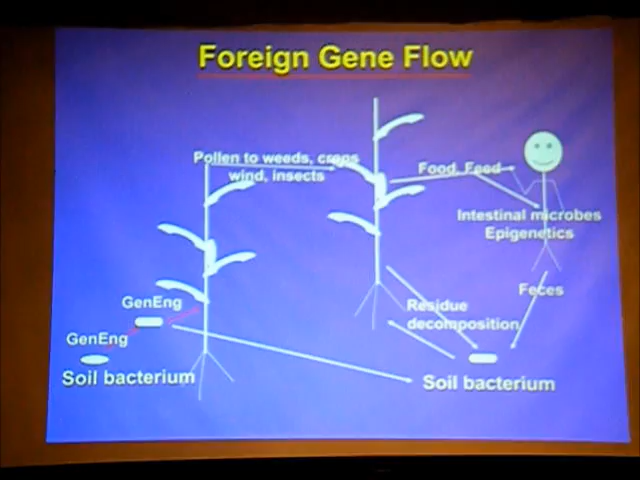 Foreign Gene Flow
Pollen to weeds, crops
wind, insects
Food, Feed
Intestinal microbes
Epigenetics
Feces
GenEng
Residue
decomposition
GenEng
Soil bacterium
Soil bacterium